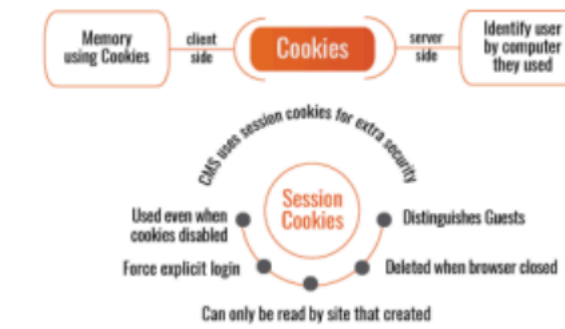 Memory
using Cookies
client
side
Cookies
server
side
Identify user
by computer
they used
CMS uses session cookies for extra security
Session
Cookies
Used even when
cookies disabled
Distinguishes Guests
Force explicit login
Deleted when browser closed
Can only be read by site that created